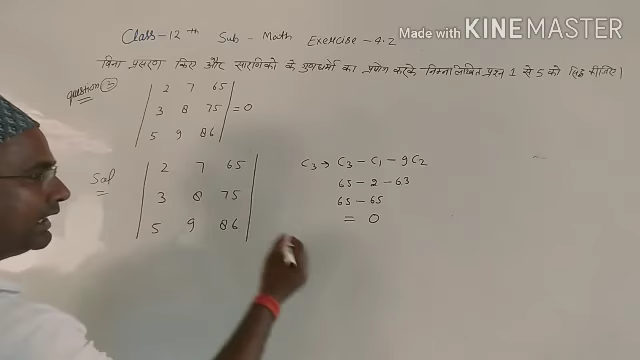 Made with KINEMASTER
Class-12th Sub - Math Exercise-4.2
बिना प्रसरण किए और सारणिकों के गुणधर्मो का प्रयोग करके निम्नलिखित प्रश्न 1 से 5 को सिद्ध कीजिए।
question 3
2 7 65
3 8 75 = 0
5 9 86
Sol
2 7 65
3 8 75
5 9 86
C3 → C3 - C1 - 9C2
65 - 2 - 63
65 - 65
= 0